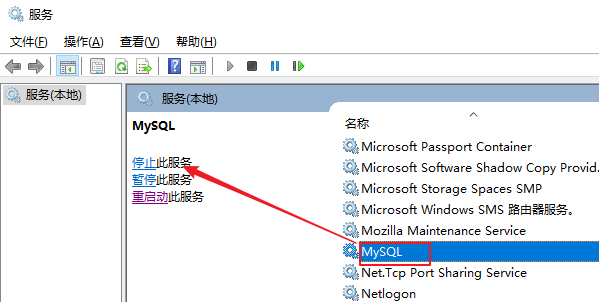 服务
文件(F) 操作(A) 查看(V) 帮助(H)
服务(本地)
服务(本地)
MySQL
停止此服务
暂停此服务
重启动此服务
名称
Microsoft Passport Container
Microsoft Software Shadow Copy Provid...
Microsoft Storage Spaces SMP
Microsoft Windows SMS 路由器服务。
Mozilla Maintenance Service
MySQL
Net.Tcp Port Sharing Service
Netlogon